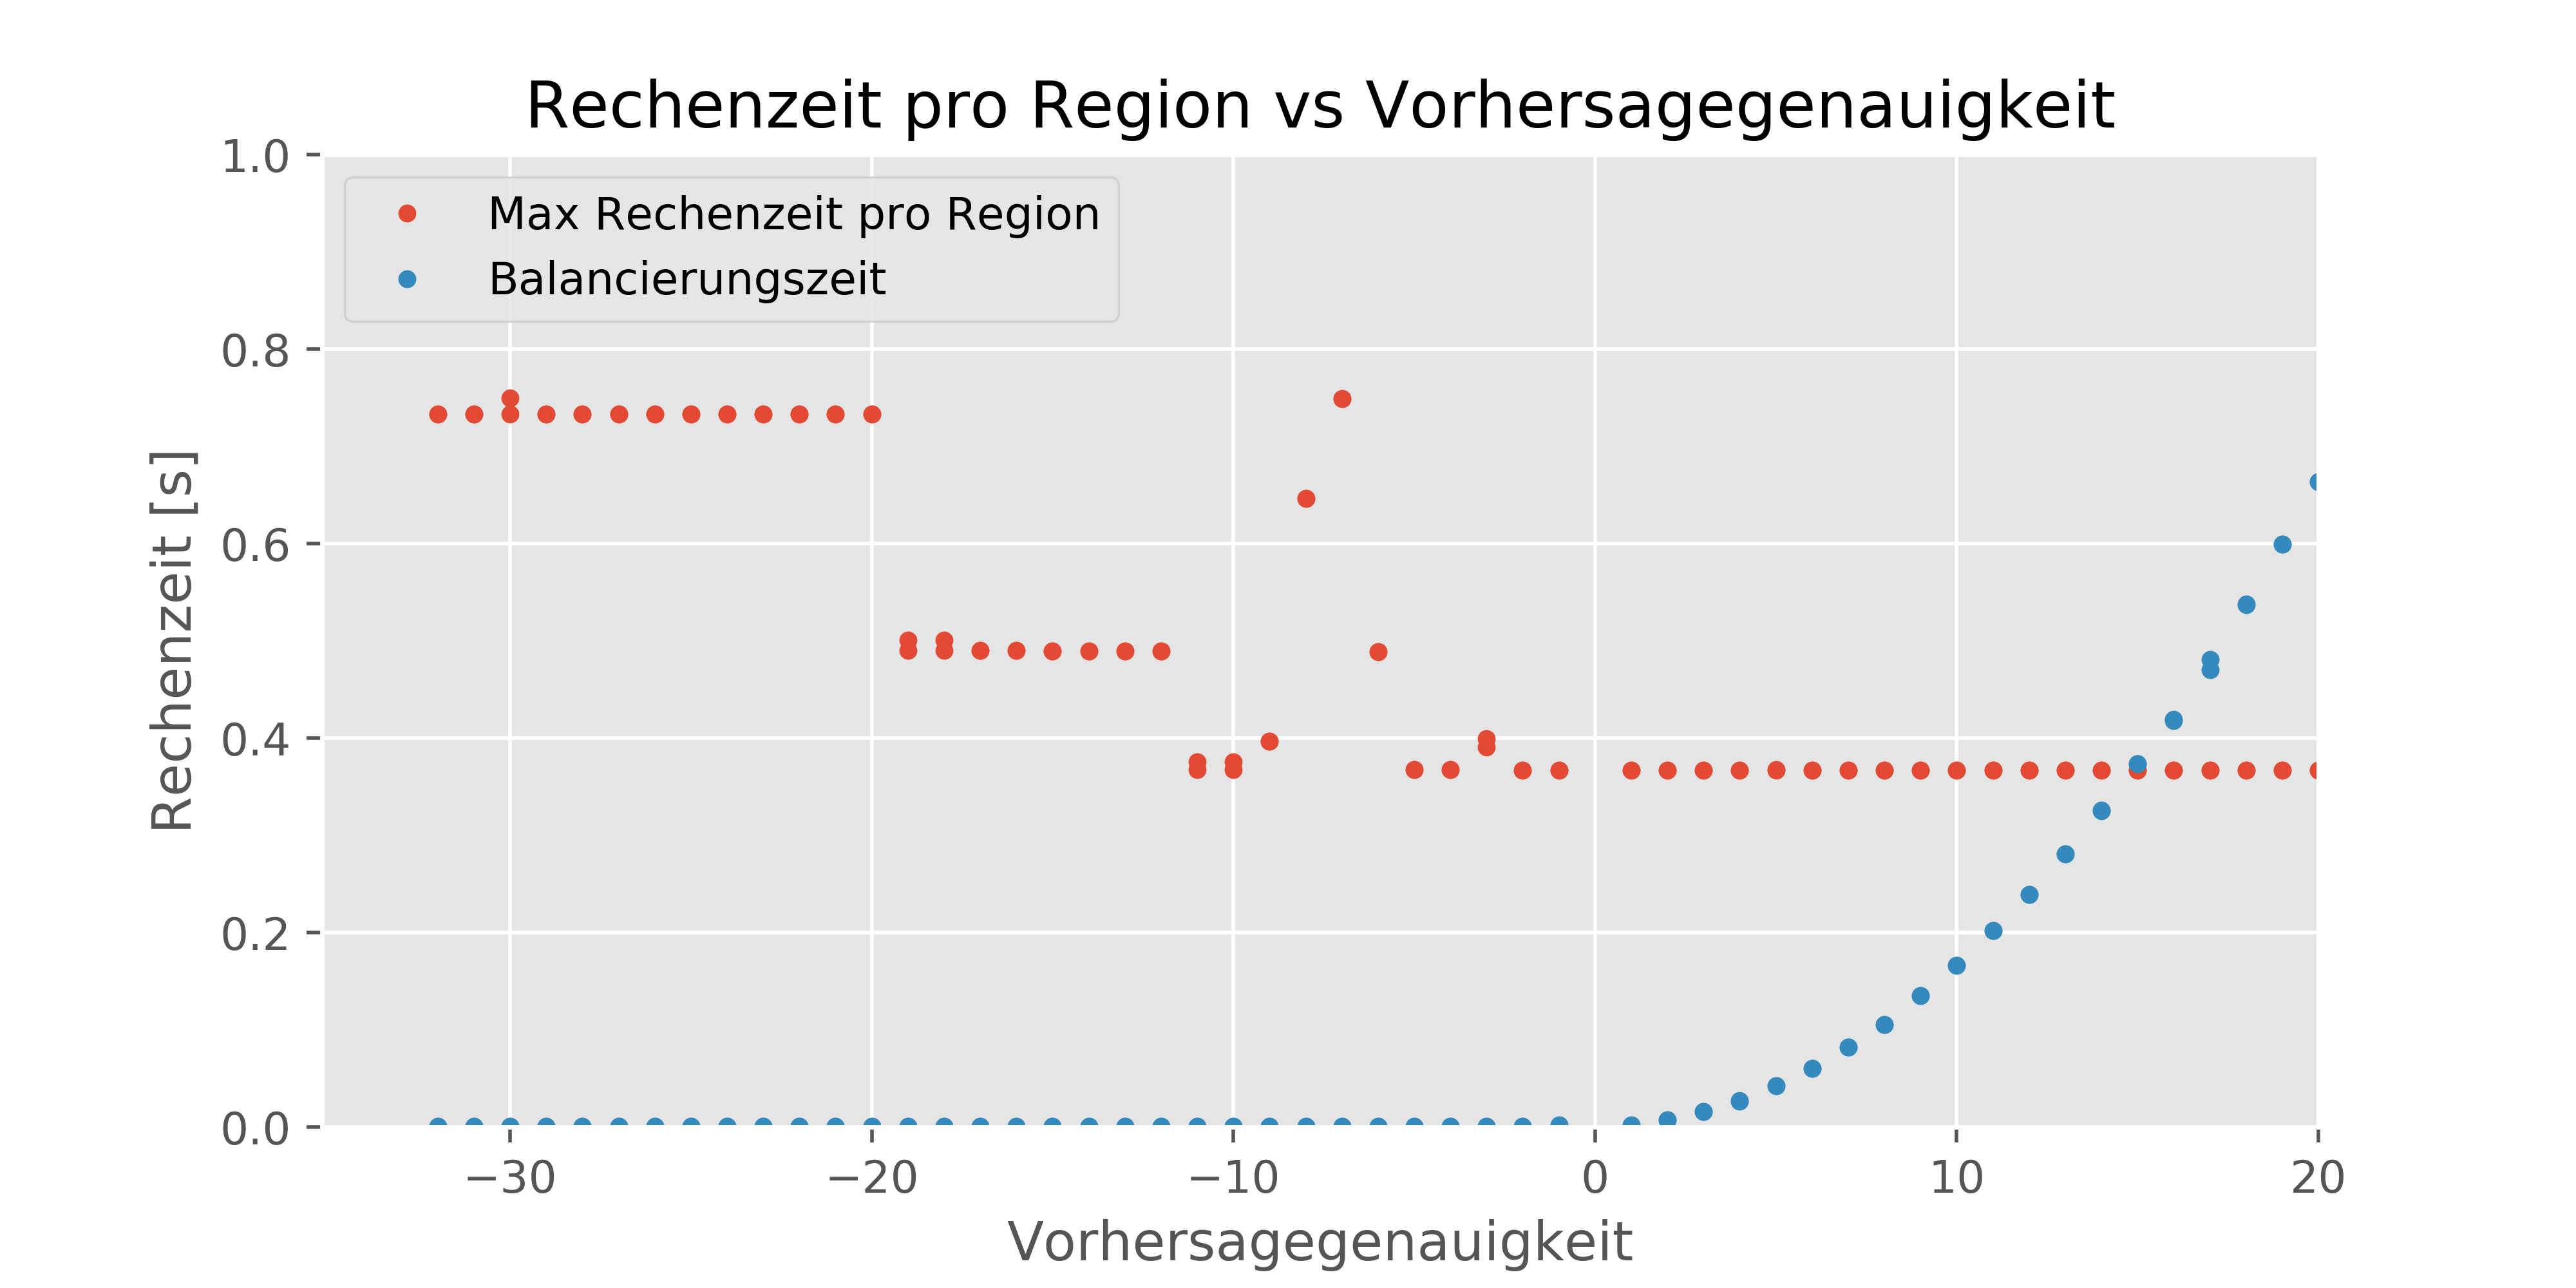 Rechenzeit pro Region vs Vorhersagegenauigkeit
1.0
Max Rechenzeit pro Region
Balancierungszeit
0.8
0.6
0.4
0.2
0.0
Rechenzeit [s]
−30 −20 −10 0 10 20
Vorhersagegenauigkeit